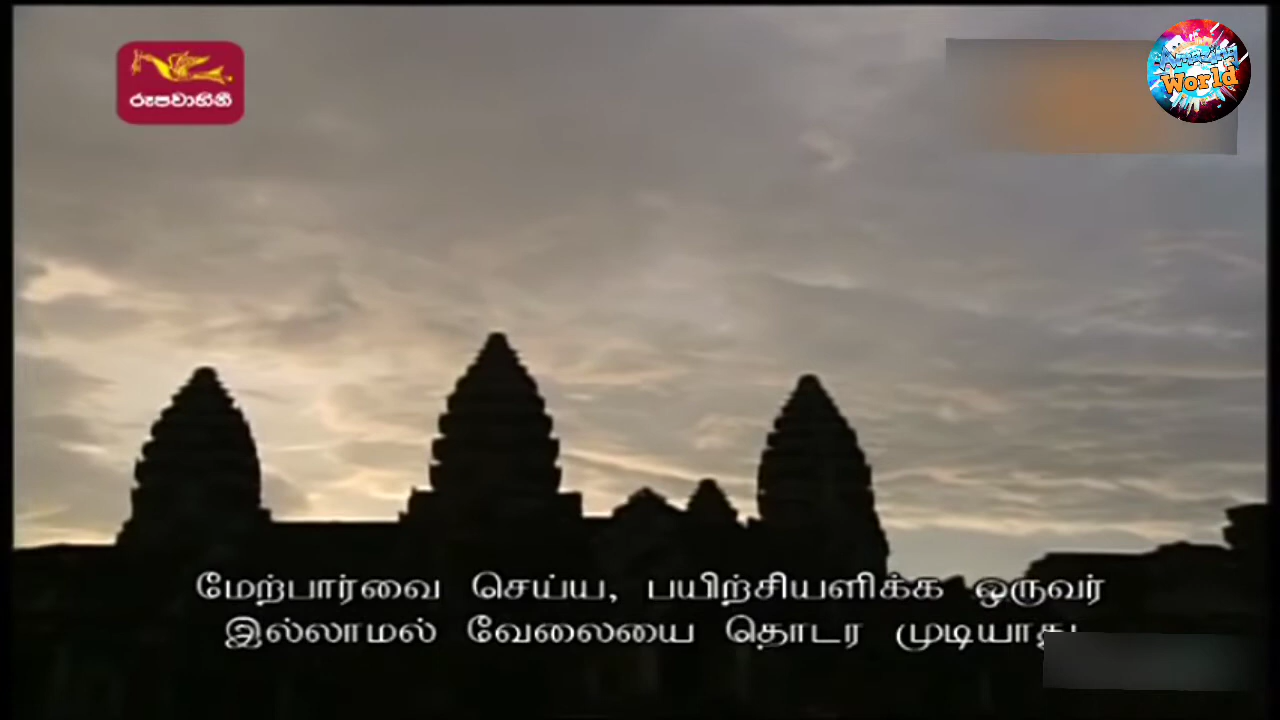 රූපවාහිනී
World
மேற்பார்வை செய்ய, பயிற்சியளிக்க ஒருவர்
இல்லாமல் வேலையை தொடர முடியாது